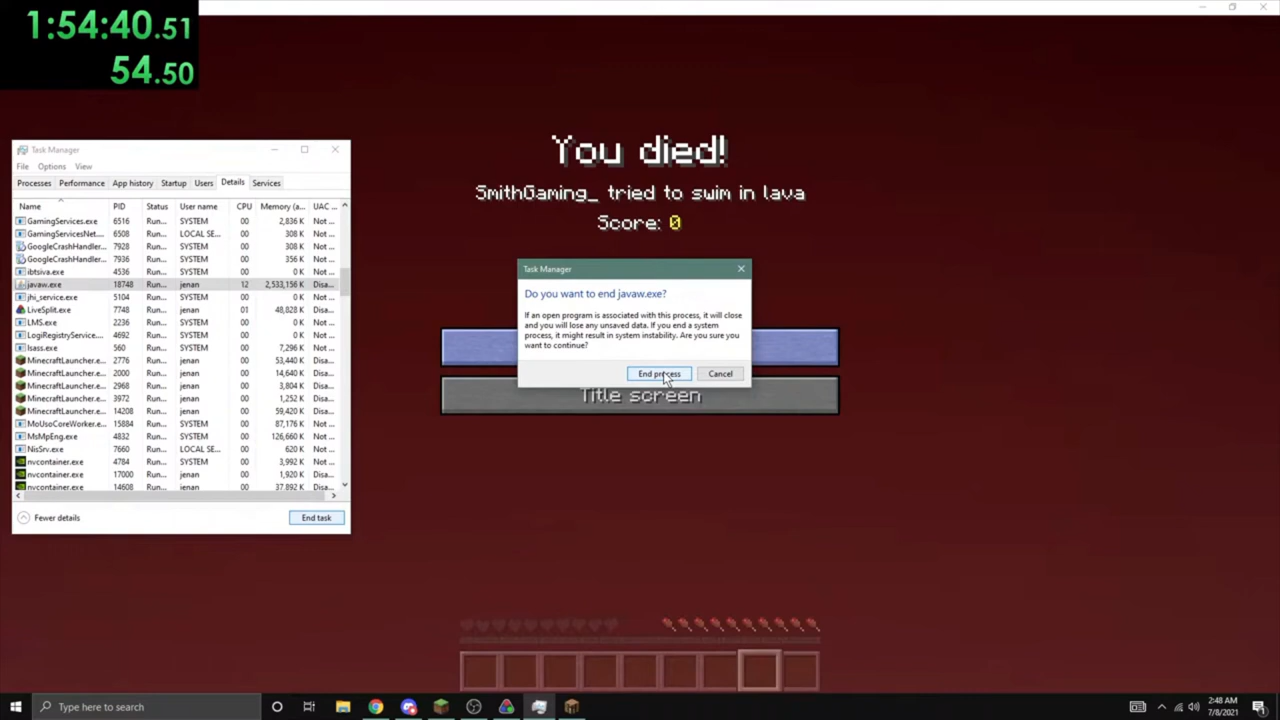 1:54:40.51
54.50
Task Manager
File Options View
Processes Performance App history Startup Users Details Services
Name PID Status User name CPU Memory (a... UAC ...
GamingServices.exe 6516 Run... SYSTEM 00 2,836 K Not ...
GamingServicesNet.... 6508 Run... LOCAL SE... 00 308 K Not ...
GoogleCrashHandler... 7928 Run... SYSTEM 00 308 K Not ...
GoogleCrashHandler... 7936 Run... SYSTEM 00 356 K Not ...
ibtsiva.exe 4536 Run... SYSTEM 00 0 K Not ...
javaw.exe 18748 Run... jenan 12 2,533,156 K Disa...
jhi_service.exe 5104 Run... SYSTEM 00 0 K Not ...
LiveSplit.exe 7748 Run... jenan 01 48,828 K Disa...
LMS.exe 2236 Run... SYSTEM 00 0 K Not ...
LogiRegistryService.... 4692 Run... SYSTEM 00 0 K Not ...
lsass.exe 560 Run... SYSTEM 00 7,296 K Not ...
MinecraftLauncher.e... 2776 Run... jenan 00 53,440 K Disa...
MinecraftLauncher.e... 2000 Run... jenan 00 14,640 K Disa...
MinecraftLauncher.e... 2968 Run... jenan 00 3,804 K Disa...
MinecraftLauncher.e... 3972 Run... jenan 00 1,252 K Disa...
MinecraftLauncher.e... 14208 Run... jenan 00 59,420 K Disa...
MoUsoCoreWorker.e... 15884 Run... SYSTEM 00 87,176 K Not ...
MsMpEng.exe 4832 Run... SYSTEM 00 126,660 K Not ...
NisSrv.exe 7660 Run... LOCAL SE... 00 620 K Not ...
nvcontainer.exe 4784 Run... SYSTEM 00 3,992 K Not ...
nvcontainer.exe 17000 Run... jenan 00 1,920 K Disa...
nvcontainer.exe 14608 Run... jenan 00 37,892 K Disa...
Fewer details End task
You died!
SmithGaming_ tried to swim in lava
Score: 0
Task Manager
Do you want to end javaw.exe?
If an open program is associated with this process, it will close
and you will lose any unsaved data. If you end a system
process, it might result in system instability. Are you sure you
want to continue?
End process Cancel
Title screen
Type here to search
2:48 AM
7/8/2021